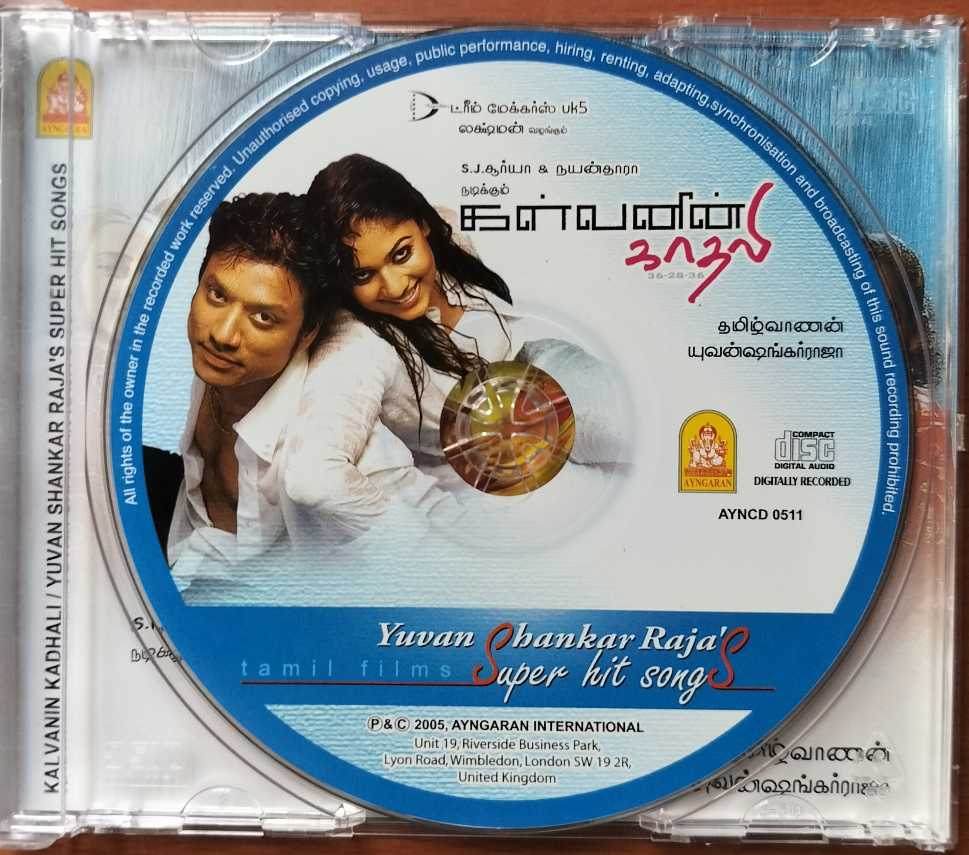 AYNGARAN
KALVANIN KADHALI / YUVAN SHANKAR RAJA'S SUPER HIT SONGS
All rights of the owner in the recorded work reserved. Unauthorised copying, usage, public performance, hiring, renting, adapting,synchronisation and broadcasting of this sound recording prohibited.
ட்ரீம் மேக்கர்ஸ் uk5
லக்ஷ்மன் வழங்கும்
S.J.சூர்யா & நயன்தாரா
நடிக்கும்
கள்வனின்
காதலி
36-28-36
தமிழ்வாணன்
யுவன்ஷங்கர்ராஜா
AYNGARAN
COMPACT
disc
DIGITAL AUDIO
DIGITALLY RECORDED
AYNCD 0511
Yuvan Shankar Raja'S
tamil films Super hit songS
P & C 2005, AYNGARAN INTERNATIONAL
Unit 19, Riverside Business Park,
Lyon Road, Wimbledon, London SW 19 2R,
United Kingdom